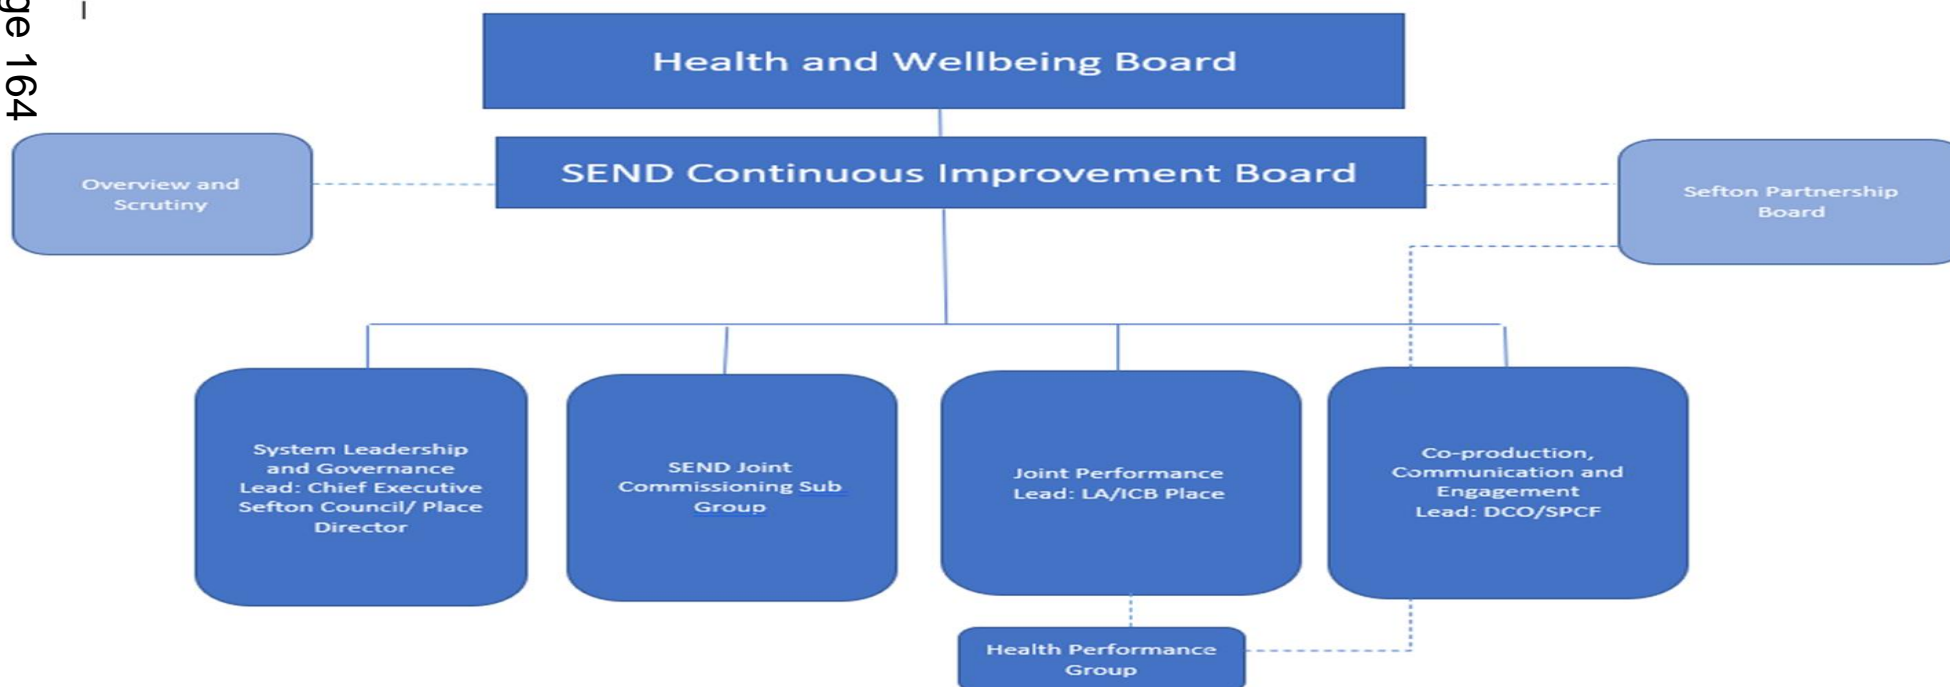 ge 164
Health and Wellbeing Board
SEND Continuous Improvement Board
Overview and
Scrutiny
Sefton Partnership
Board
System Leadership
and Governance
Lead: Chief Executive
Sefton Council/ Place
Director
SEND Joint
Commissioning Sub
Group
Joint Performance
Lead: LA/ICB Place
Co-production,
Communication and
Engagement
Lead: DCO/SPCF
Health Performance
Group